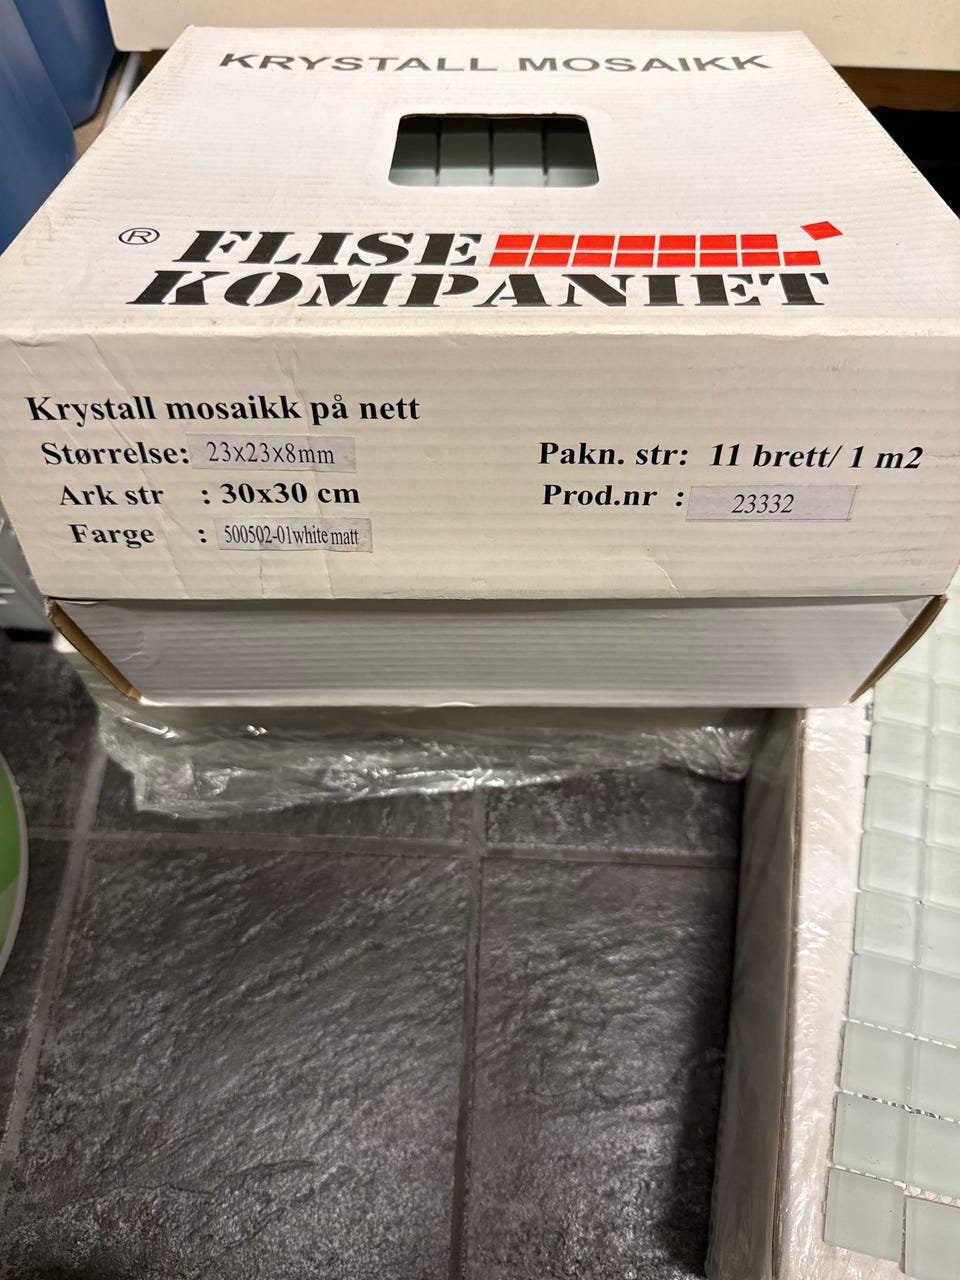 KRYSTALL MOSAIKK
® FLISE
KOMPANIET
Krystall mosaikk på nett
Størrelse: 23x23x8mm
Ark str : 30x30 cm
Farge : 500502-01white matt
Pakn. str: 11 brett/ 1 m2
Prod.nr : 23332